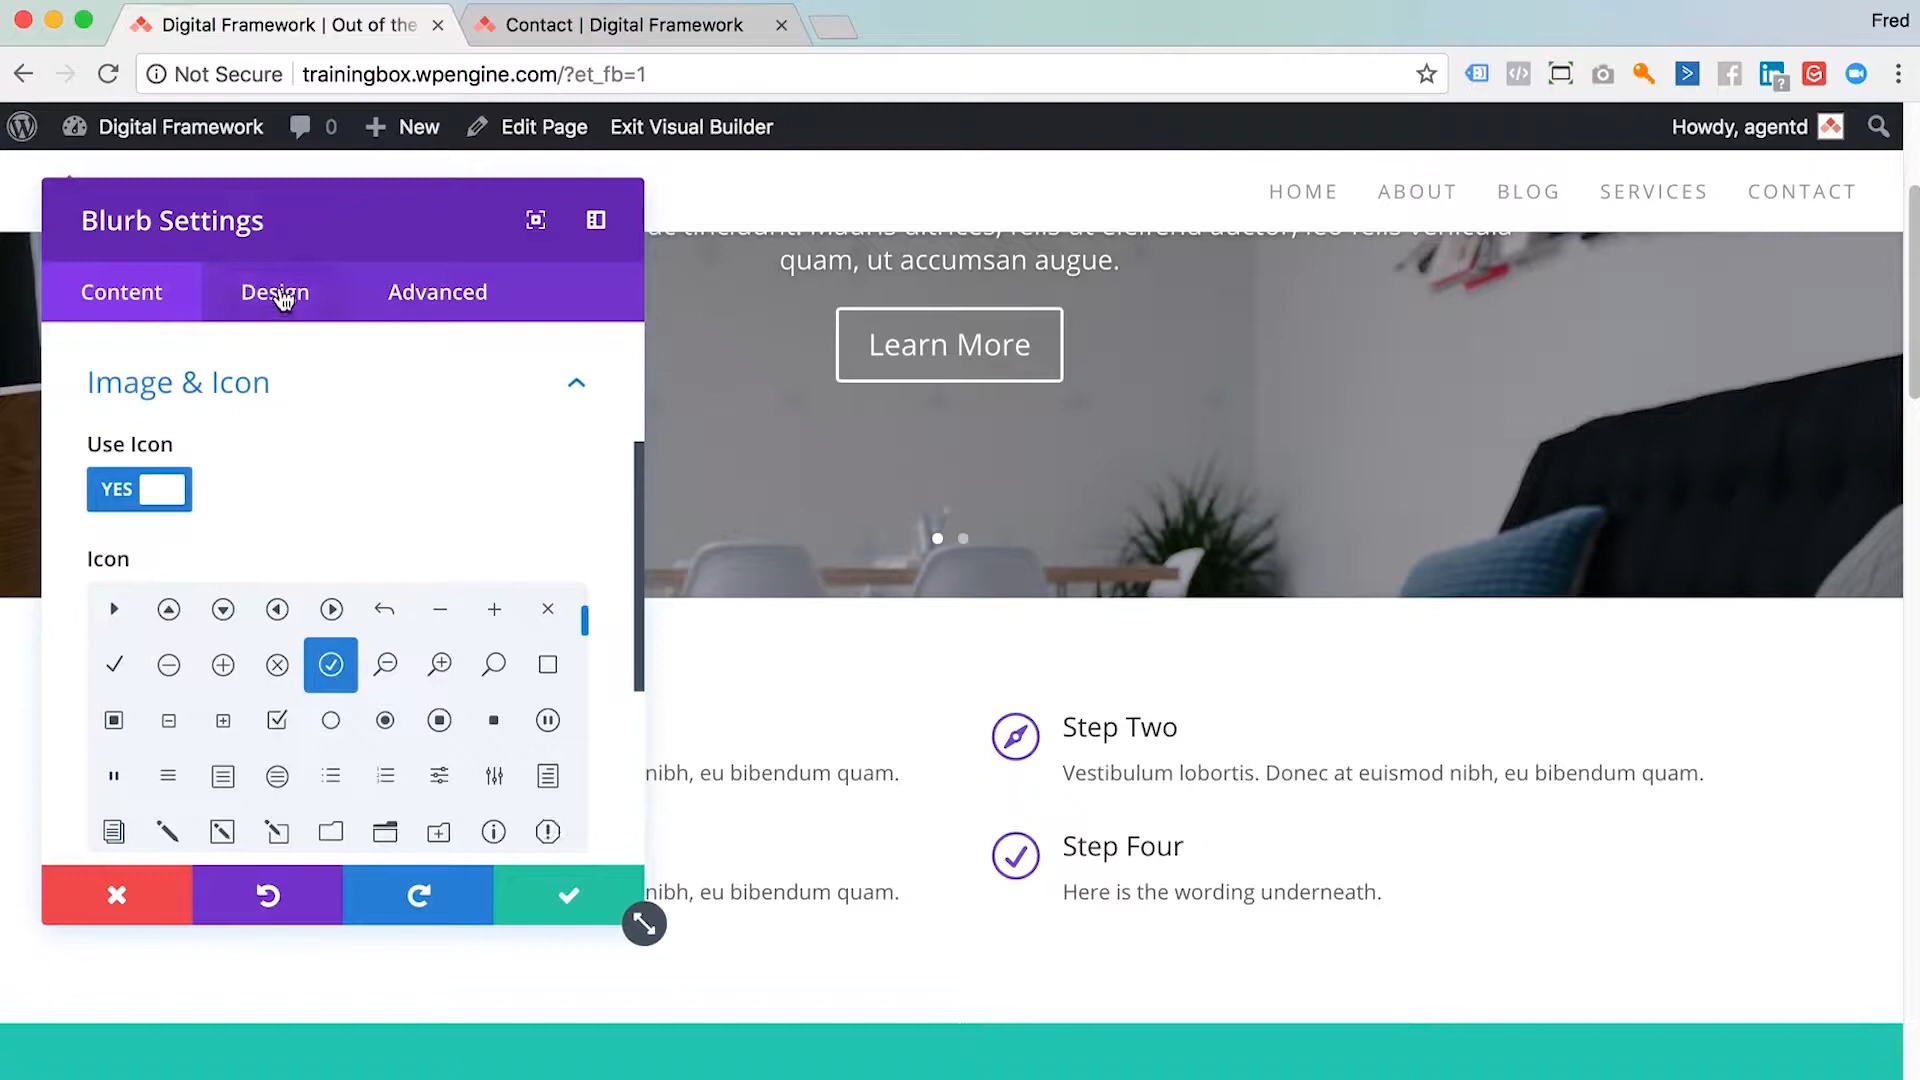 Digital Framework | Out of the
Contact | Digital Framework
Fred
Not Secure
trainingbox.wpengine.com/?et_fb=1
Digital Framework
0
New
Edit Page
Exit Visual Builder
Howdy, agentd
HOME
ABOUT
BLOG
SERVICES
CONTACT
Blurb Settings
Content
Design
Advanced
Image & Icon
Use Icon
YES
Icon
quam, ut accumsan augue.
Learn More
nibh, eu bibendum quam.
Step Two
Vestibulum lobortis. Donec at euismod nibh, eu bibendum quam.
nibh, eu bibendum quam.
Step Four
Here is the wording underneath.